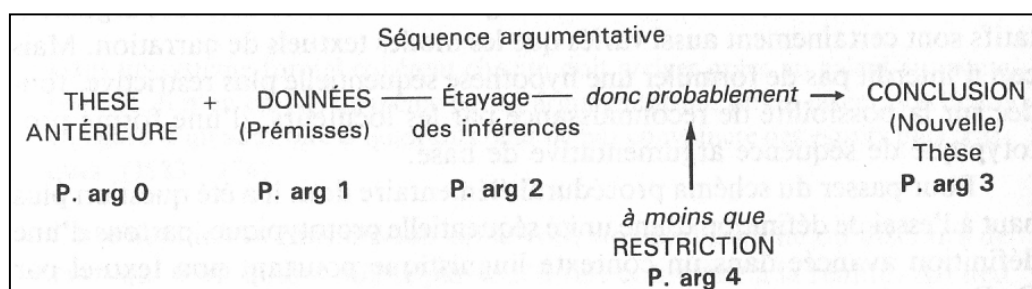 Séquence argumentative
THESE + DONNÉES Étayage donc probablement → CONCLUSION
ANTÉRIEURE (Prémisses) des inférences (Nouvelle)
Thèse
P. arg 0 P. arg 1 P. arg 2 P. arg 3
à moins que
RESTRICTION
P. arg 4